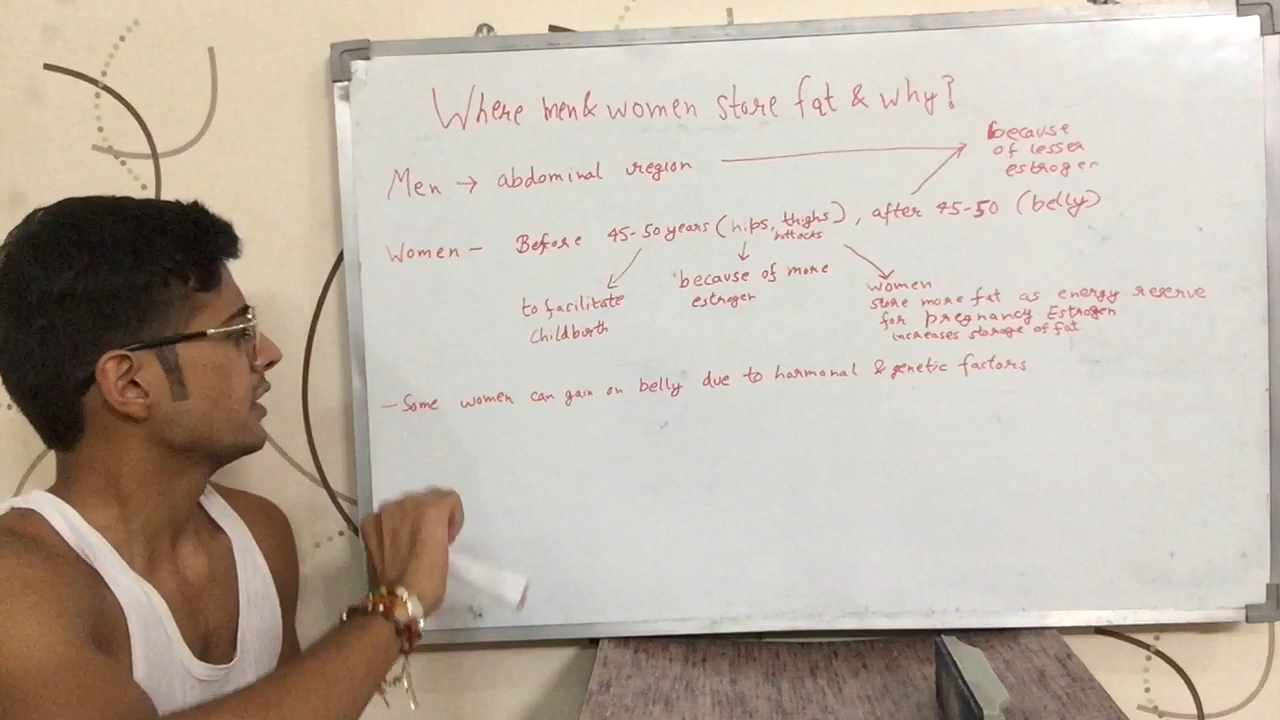 Where men & women store fat & why?
Men → abdominal region
because
of lesser
estrogen
Women - Before 45-50 years (hips, thighs), after 45-50 (belly)
buttocks
to facilitate
childbirth
because of more
estrogen
women
store more fat as energy reserve
for pregnancy Estrogen
increases storage of fat
- Some women can gain on belly due to hormonal & genetic factors